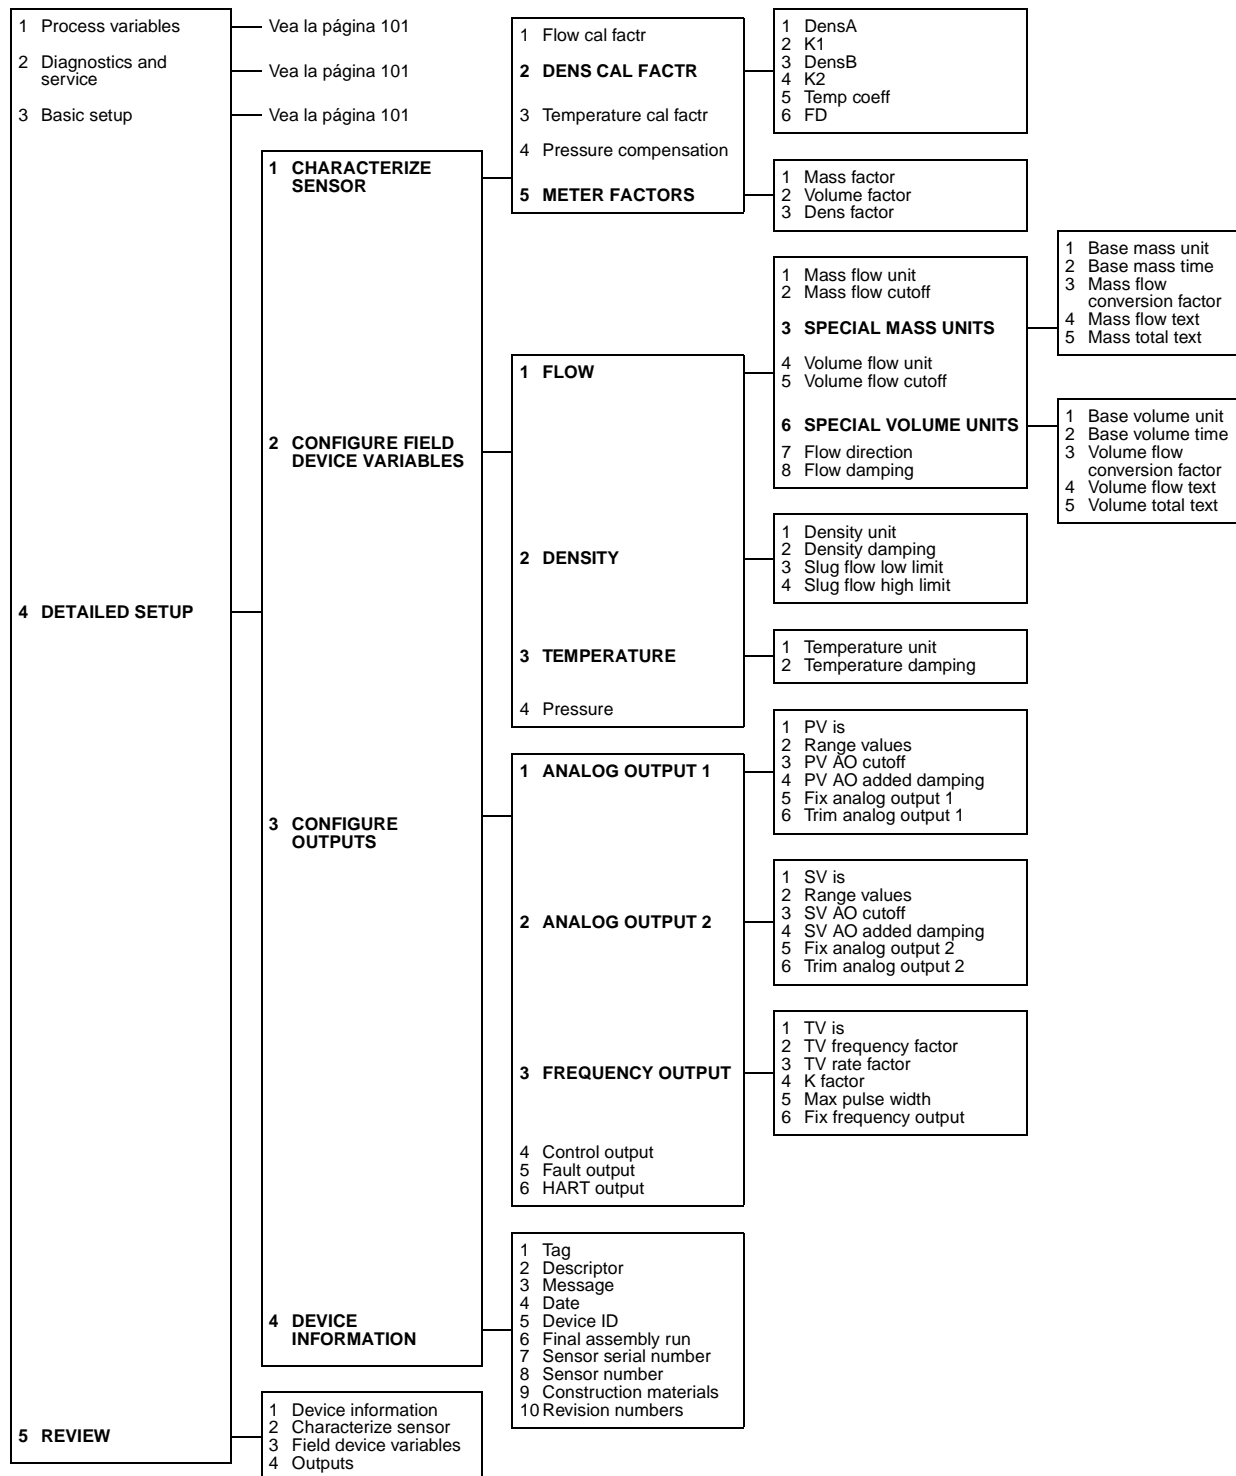 1 Process variables
Vea la página 101
2 Diagnostics and
service
Vea la página 101
3 Basic setup
Vea la página 101
4 DETAILED SETUP
5 REVIEW
1 CHARACTERIZE
SENSOR
2 CONFIGURE FIELD
DEVICE VARIABLES
3 CONFIGURE
OUTPUTS
4 DEVICE
INFORMATION
1 Device information
2 Characterize sensor
3 Field device variables
4 Outputs
1 Flow cal factr
2 DENS CAL FACTR
3 Temperature cal factr
4 Pressure compensation
5 METER FACTORS
1 FLOW
2 DENSITY
3 TEMPERATURE
4 Pressure
1 ANALOG OUTPUT 1
2 ANALOG OUTPUT 2
3 FREQUENCY OUTPUT
4 Control output
5 Fault output
6 HART output
1 Tag
2 Descriptor
3 Message
4 Date
5 Device ID
6 Final assembly run
7 Sensor serial number
8 Sensor number
9 Construction materials
10 Revision numbers
1 DensA
2 K1
3 DensB
4 K2
5 Temp coeff
6 FD
1 Mass factor
2 Volume factor
3 Dens factor
1 Mass flow unit
2 Mass flow cutoff
3 SPECIAL MASS UNITS
4 Volume flow unit
5 Volume flow cutoff
6 SPECIAL VOLUME UNITS
7 Flow direction
8 Flow damping
1 Density unit
2 Density damping
3 Slug flow low limit
4 Slug flow high limit
1 Temperature unit
2 Temperature damping
1 PV is
2 Range values
3 PV AO cutoff
4 PV AO added damping
5 Fix analog output 1
6 Trim analog output 1
1 SV is
2 Range values
3 SV AO cutoff
4 SV AO added damping
5 Fix analog output 2
6 Trim analog output 2
1 TV is
2 TV frequency factor
3 TV rate factor
4 K factor
5 Max pulse width
6 Fix frequency output
1 Base mass unit
2 Base mass time
3 Mass flow
conversion factor
4 Mass flow text
5 Mass total text
1 Base volume unit
2 Base volume time
3 Volume flow
conversion factor
4 Volume flow text
5 Volume total text